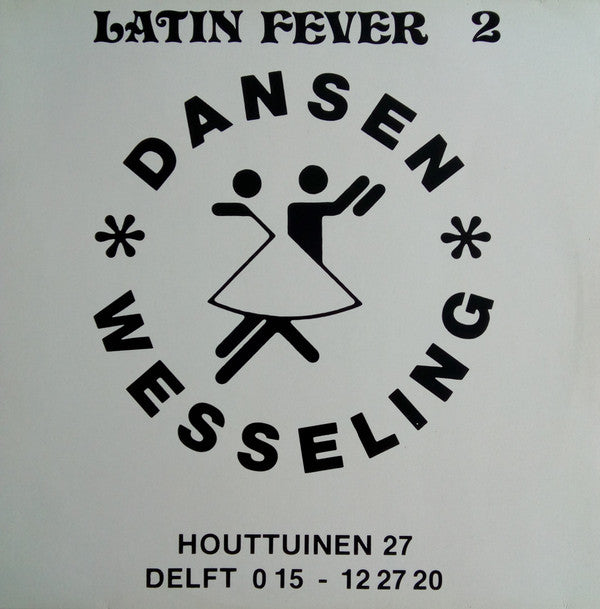 LATIN FEVER 2
* DANSEN *
WESSELING
HOUTTUINEN 27
DELFT 015 - 12 27 20